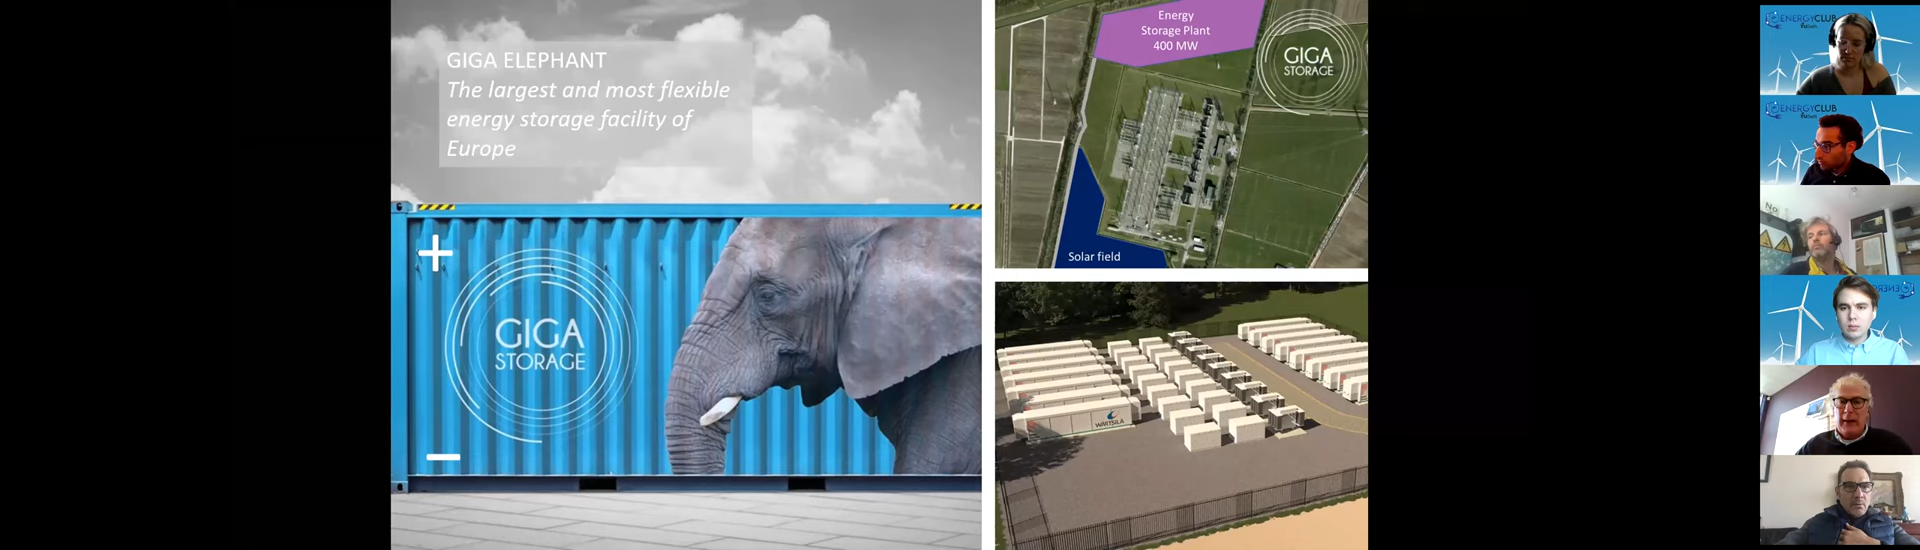 GIGA ELEPHANT
The largest and most flexible
energy storage facility of
Europe
GIGA
STORAGE
Energy
Storage Plant
400 MW
GIGA
STORAGE
Solar field
WÄRTSILÄ
ENERGYCLUB
ENERGYCLUB
No